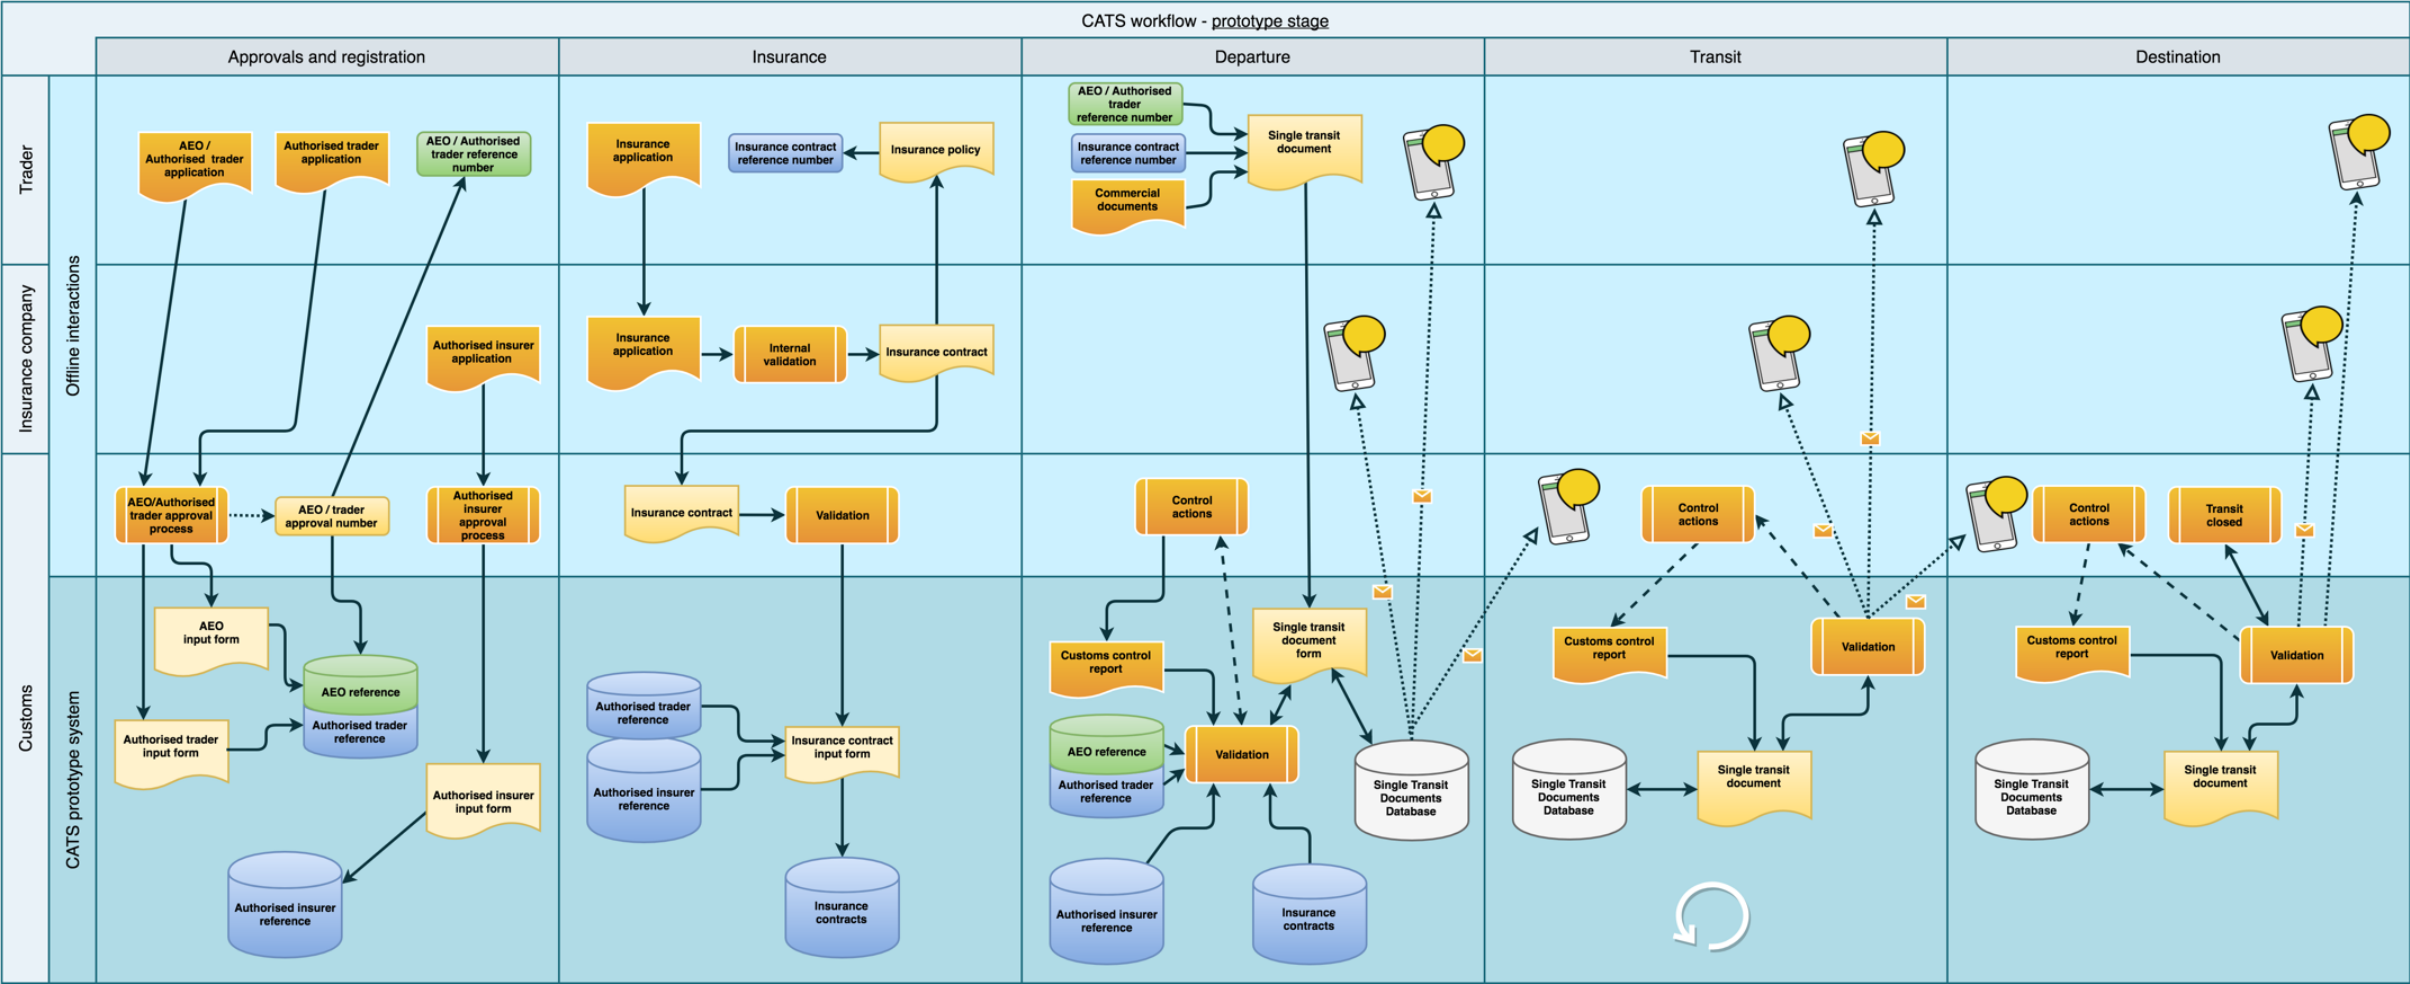 CATS workflow - prototype stage
Approvals and registration
Insurance
Departure
Transit
Destination
Trader
Insurance company
Customs
Offline interactions
CATS prototype system
AEO /
Authorised trader
application
Authorised trader
application
AEO / Authorised
trader reference
number
Authorised insurer
application
AEO/Authorised
trader approval
process
AEO / trader
approval number
Authorised
insurer
approval
process
AEO
input form
AEO reference
Authorised trader
reference
Authorised trader
input form
Authorised insurer
input form
Authorised insurer
reference
Insurance
application
Insurance contract
reference number
Insurance policy
Insurance
application
Internal
validation
Insurance contract
Insurance contract
Validation
Authorised trader
reference
Authorised insurer
reference
Insurance contract
input form
Insurance
contracts
AEO / Authorised
trader
reference number
Insurance contract
reference number
Commercial
documents
Single transit
document
Control
actions
Customs control
report
Single transit
document
form
AEO reference
Authorised trader
reference
Validation
Single Transit
Documents
Database
Authorised insurer
reference
Insurance
contracts
Control
actions
Customs control
report
Validation
Single Transit
Documents
Database
Single transit
document
Control
actions
Transit
closed
Customs control
report
Validation
Single Transit
Documents
Database
Single transit
document